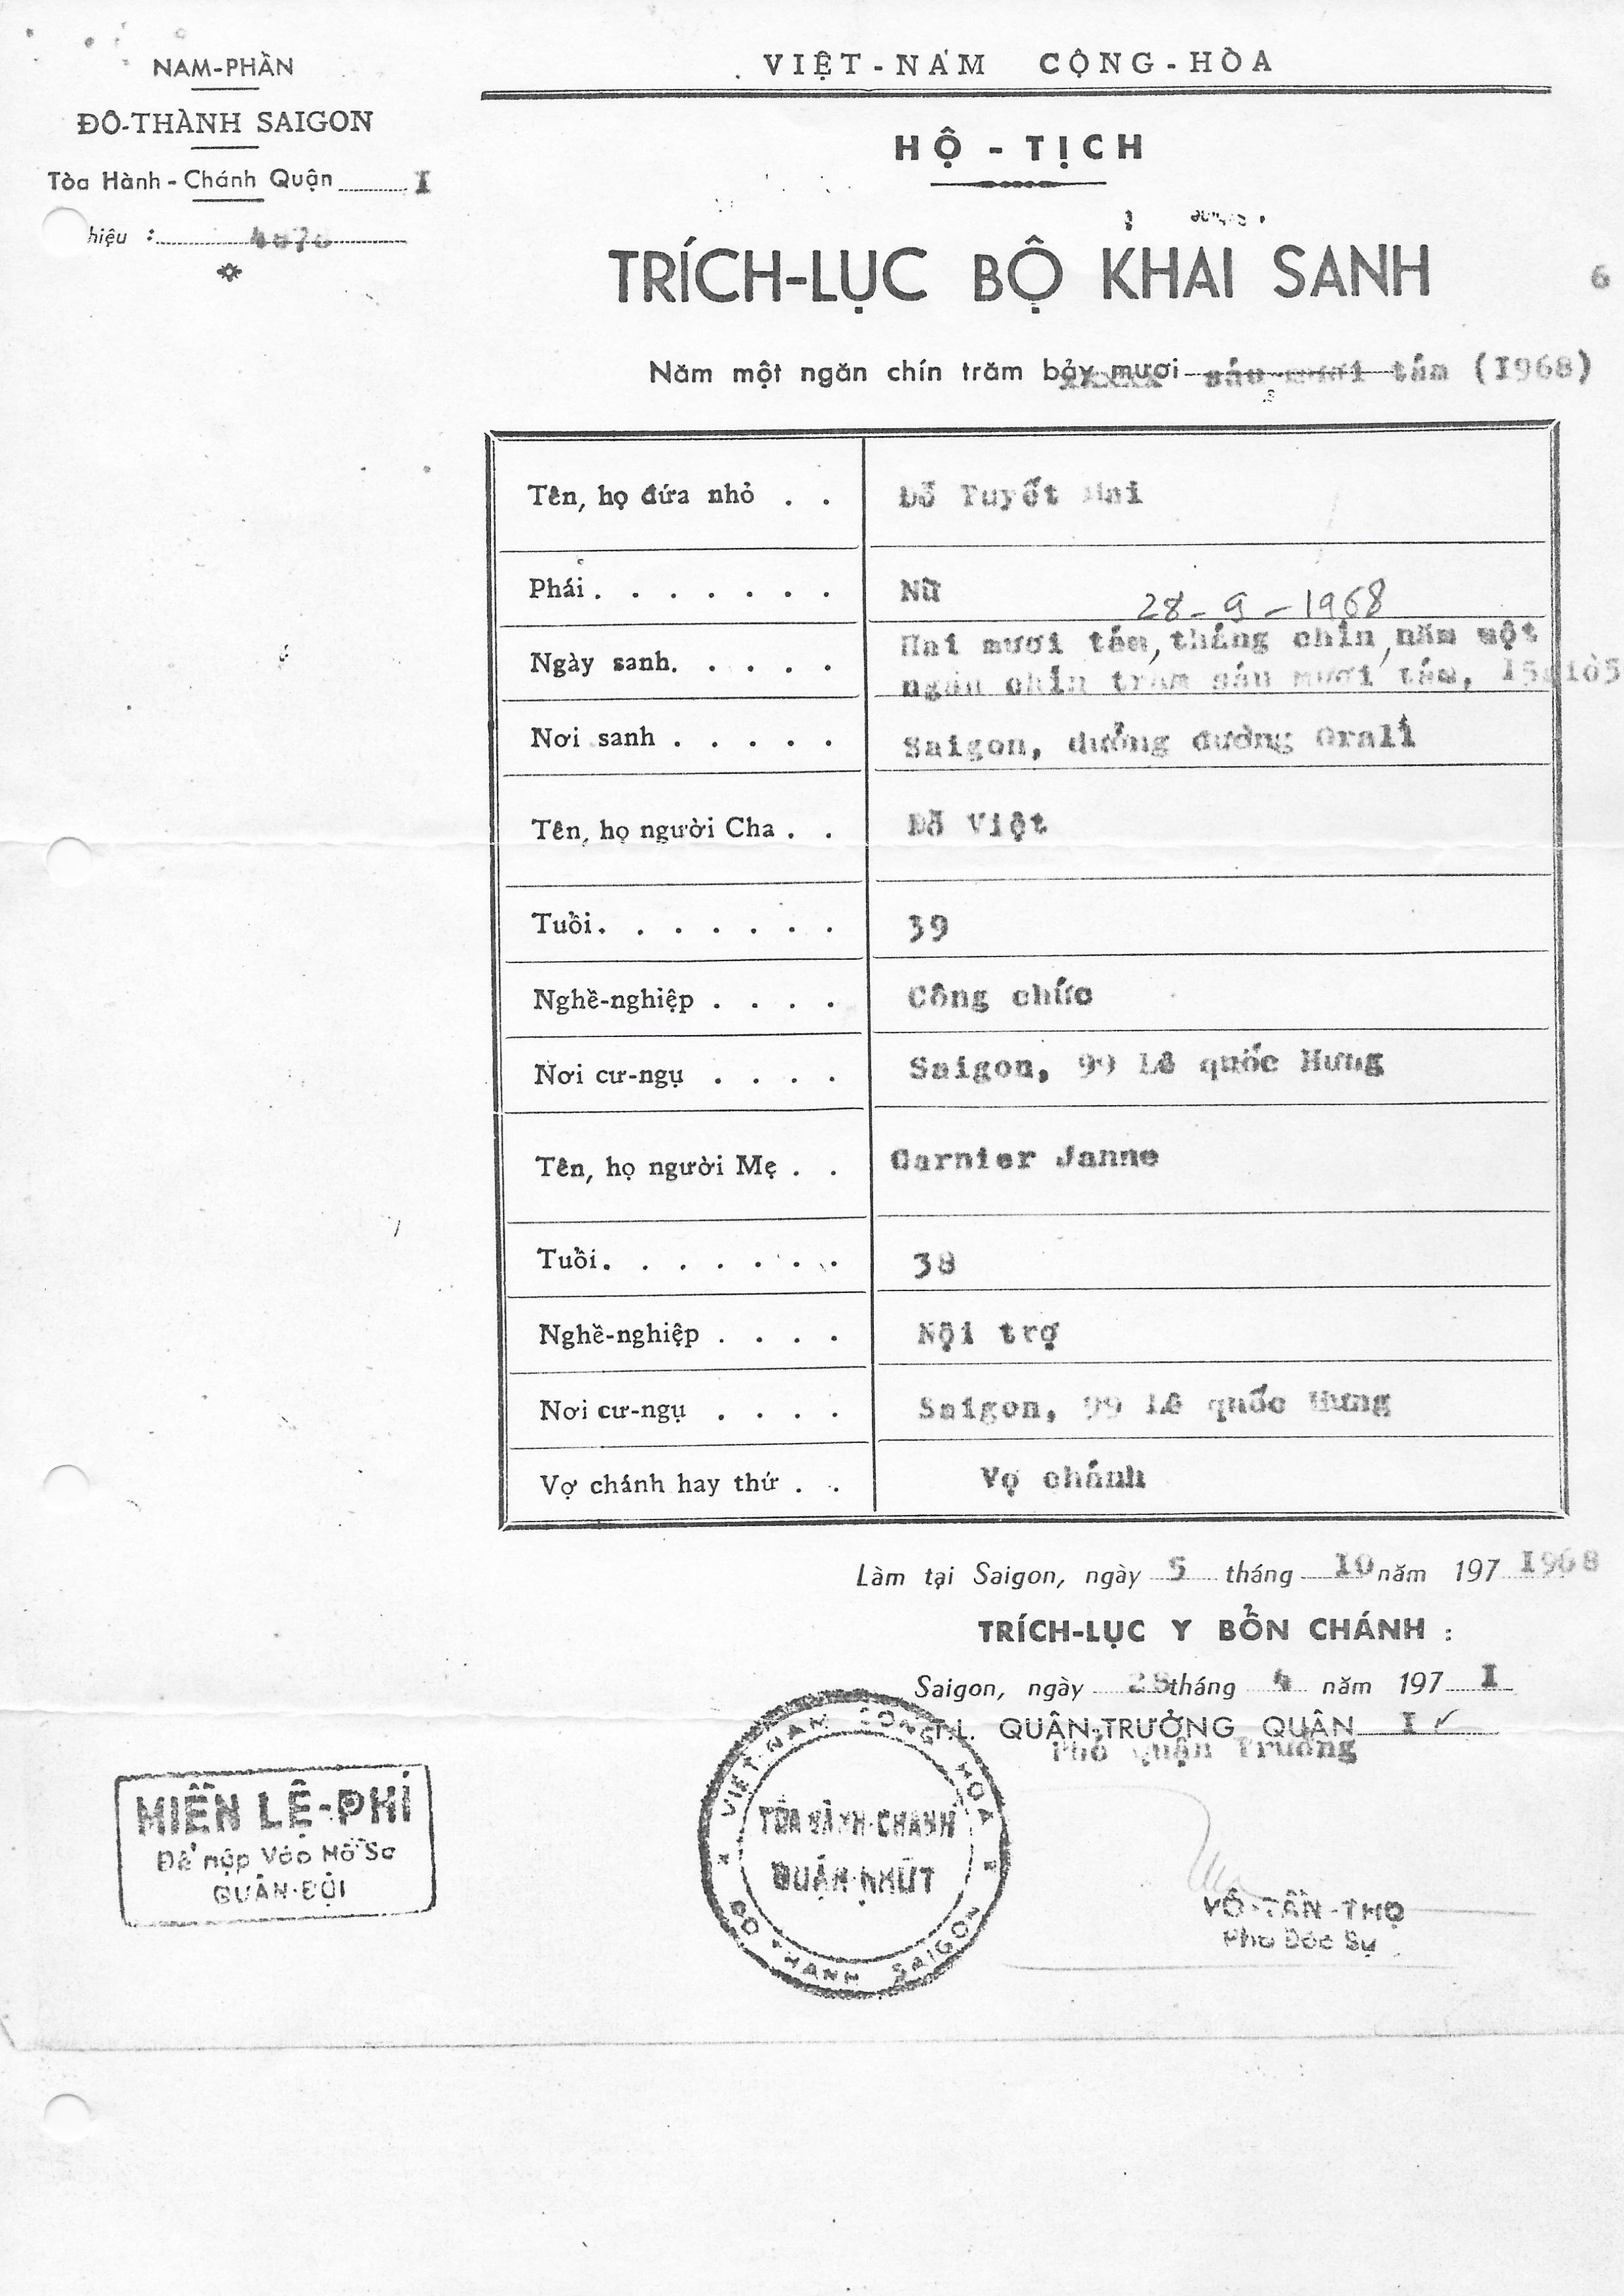 NAM-PHẦN
ĐÔ-THÀNH SAIGON
Tòa Hành-Chánh Quận I
hiệu :
VIỆT-NAM CỘNG-HÒA
HỘ-TỊCH
TRÍCH-LỤC BỘ KHAI SANH
6
Năm một ngăn chín trăm bảy mươi sáu mươi tám (I968)
Tên, họ đứa nhỏ . . Đỗ Tuyết Mai
Phái . . . . . . . Nữ
28-9-1968
Ngày sanh. . . . . Hai mươi tám, tháng chín, năm một
ngàn chín trăm sáu mươi tám, I5giờ5
Nơi sanh . . . . . Saigon, dưỡng đường Grall
Tên, họ người Cha . . Đỗ Việt
Tuổi. . . . . . . 39
Nghề-nghiệp . . . . Công chức
Nơi cư-ngụ . . . . Saigon, 99 Lê quốc Hưng
Tên, họ người Mẹ . . Garnier Janne
Tuổi. . . . . . . 38
Nghề-nghiệp . . . . Nội trợ
Nơi cư-ngụ . . . . Saigon, 99 Lê quốc Hưng
Vợ chánh hay thứ . . Vợ chánh
Làm tại Saigon, ngày 5 tháng I0 năm 197 I968
TRÍCH-LỤC Y BỔN CHÁNH :
Saigon, ngày 28 tháng 4 năm 197 I
T.L. QUẬN-TRƯỞNG QUẬN I
Phó Quận Trưởng
VIỆT-NAM CỘNG HÒA
TÒA HÀNH-CHÁNH
QUẬN NHỨT
ĐÔ THÀNH SAIGON
MIỄN LỆ-PHÍ
Để nộp Vào Hồ Sơ
QUÂN-ĐỘI
VÕ-TẤN-THỌ
Phó Đốc Sự